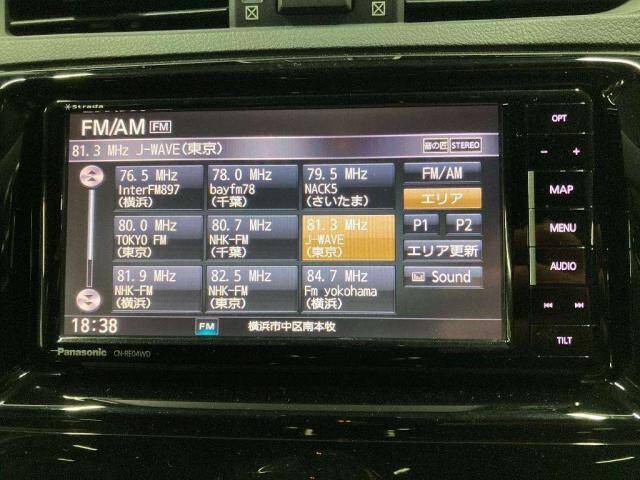 Strada
FM/AM FM
81.3 MHz J-WAVE(東京) 音の匠 STEREO
76.5 MHz
InterFM897
(横浜)
78.0 MHz
bayfm78
(千葉)
79.5 MHz
NACK5
(さいたま)
80.0 MHz
TOKYO FM
(東京)
80.7 MHz
NHK-FM
(千葉)
81.3 MHz
J-WAVE
(東京)
81.9 MHz
NHK-FM
(横浜)
82.5 MHz
NHK-FM
(東京)
84.7 MHz
Fm yokohama
(横浜)
FM/AM
エリア
P1 P2
エリア更新
Sound
18:38 FM 横浜市中区南本牧
Panasonic CN-RE04WD
OPT
- +
MAP
MENU
AUDIO
TILT